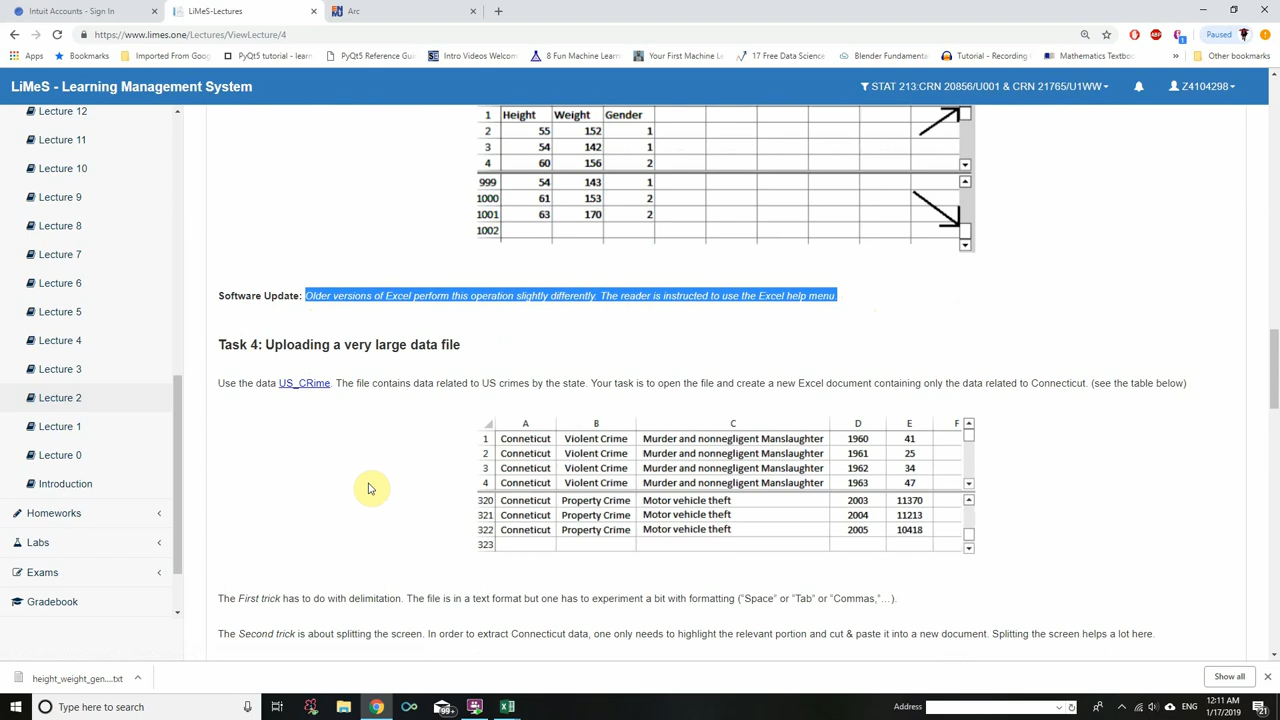 Intuit Accounts - Sign In
LiMeS-Lectures
Arc
https://www.limes.one/Lectures/ViewLecture/4
Paused
Apps
Bookmarks
Imported From Goog
PyQt5 tutorial - learn
PyQt5 Reference Gui
Intro Videos Welcom
8 Fun Machine Learn
Your First Machine L
17 Free Data Science
Blender Fundamenta
Tutorial - Recording
Mathematics Textbo
Other bookmarks
LiMeS - Learning Management System
STAT 213:CRN 20856/U001 & CRN 21765/U1WW
Z4104298
Lecture 12
Lecture 11
Lecture 10
Lecture 9
Lecture 8
Lecture 7
Lecture 6
Lecture 5
Lecture 4
Lecture 3
Lecture 2
Lecture 1
Lecture 0
Introduction
Homeworks
Labs
Exams
Gradebook
1 Height Weight Gender
2 55 152 1
3 54 142 1
4 60 156 2
999 54 143 1
1000 61 153 2
1001 63 170 2
1002
Software Update: Older versions of Excel perform this operation slightly differently. The reader is instructed to use the Excel help menu.
Task 4: Uploading a very large data file
Use the data US_CRime. The file contains data related to US crimes by the state. Your task is to open the file and create a new Excel document containing only the data related to Connecticut. (see the table below)
A B C D E F
1 Conneticut Violent Crime Murder and nonnegligent Manslaughter 1960 41
2 Conneticut Violent Crime Murder and nonnegligent Manslaughter 1961 25
3 Conneticut Violent Crime Murder and nonnegligent Manslaughter 1962 34
4 Conneticut Violent Crime Murder and nonnegligent Manslaughter 1963 47
320 Conneticut Property Crime Motor vehicle theft 2003 11370
321 Conneticut Property Crime Motor vehicle theft 2004 11213
322 Conneticut Property Crime Motor vehicle theft 2005 10418
323
The First trick has to do with delimitation. The file is in a text format but one has to experiment a bit with formatting ("Space" or "Tab" or "Commas,"...).
The Second trick is about splitting the screen. In order to extract Connecticut data, one only needs to highlight the relevant portion and cut & paste it into a new document. Splitting the screen helps a lot here.
height_weight_gen....txt
Show all
Type here to search
99+
Address
ENG
12:11 AM
1/17/2019
21